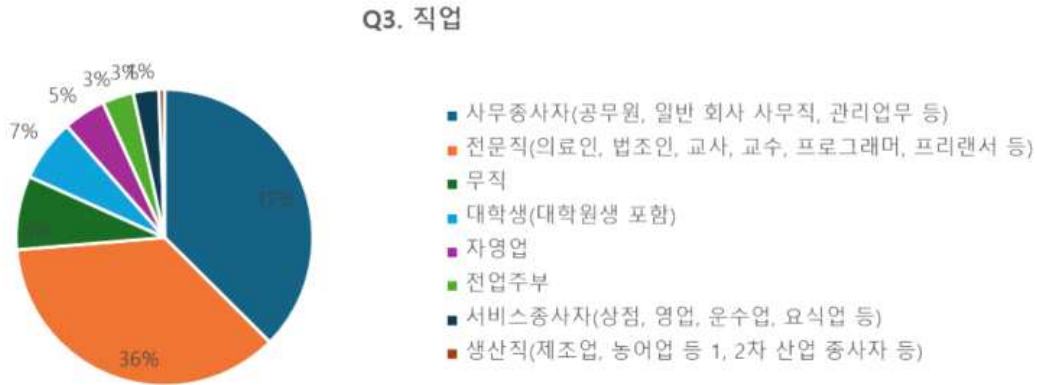 Q3. 직업
3%
5%
7%
36%
사무종사자(공무원, 일반 회사 사무직, 관리업무 등)
전문직(의료인, 법조인, 교사, 교수, 프로그래머, 프리랜서 등)
무직
대학생(대학원생 포함)
자영업
전업주부
서비스종사자(상점, 영업, 운수업, 요식업 등)
생산직(제조업, 농어업 등 1, 2차 산업 종사자 등)